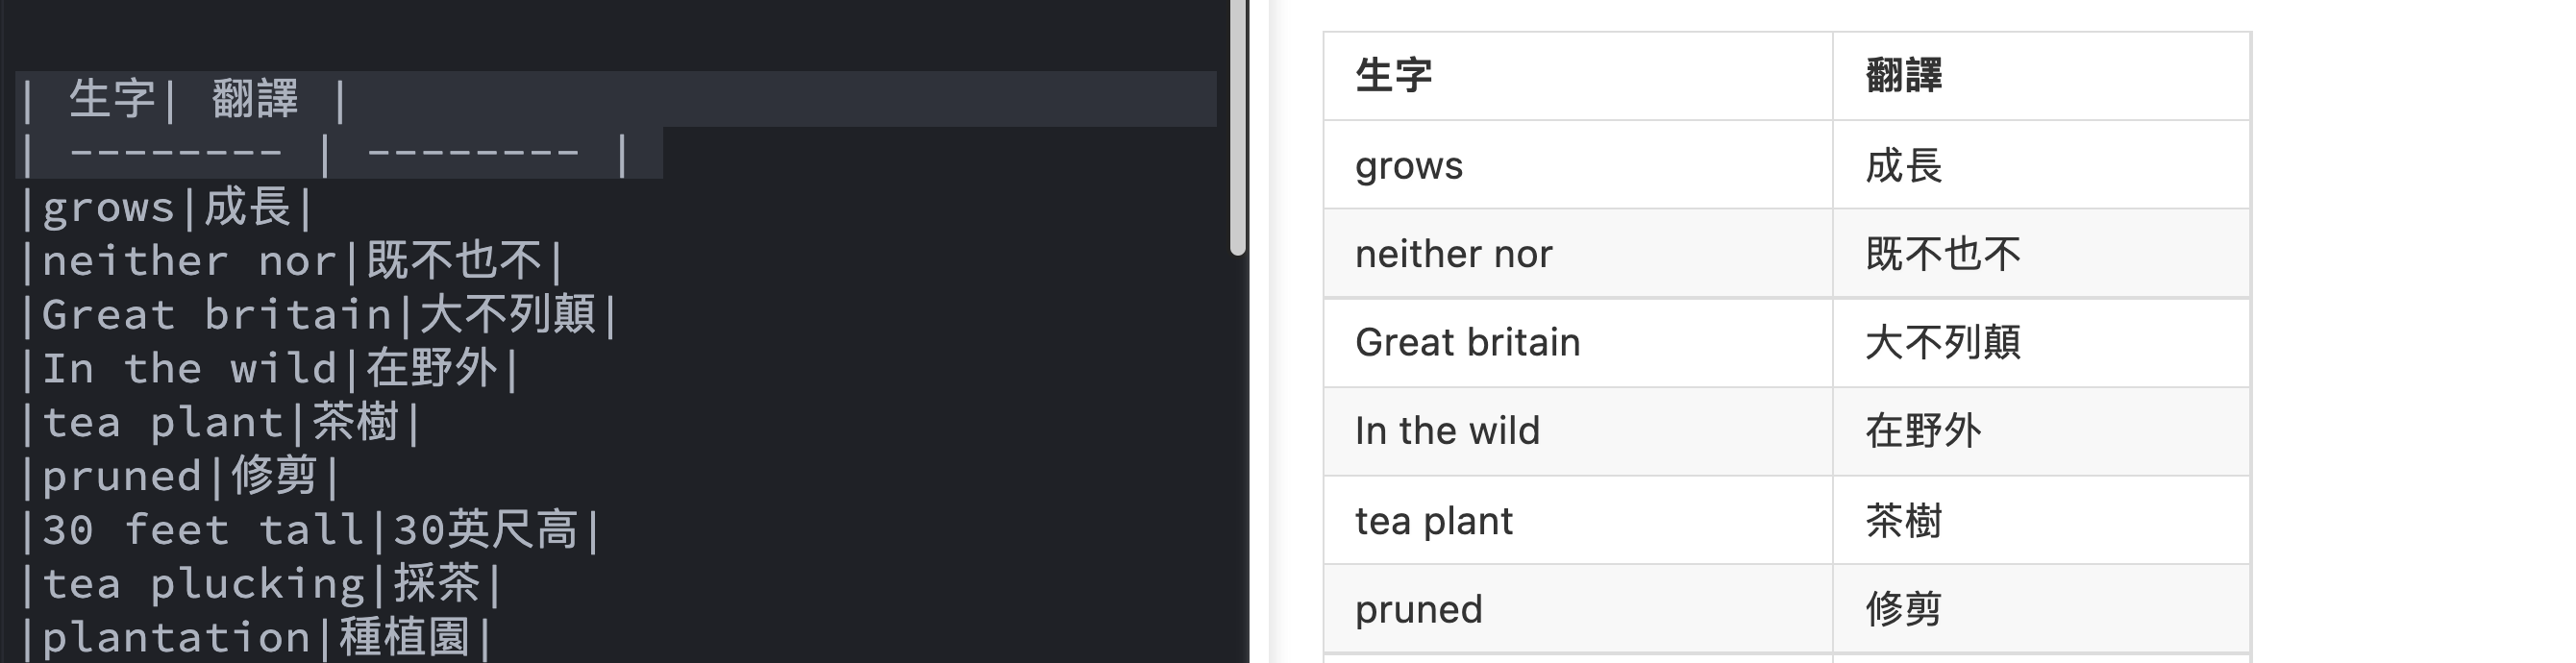 | 生字| 翻譯 |
| -------- | -------- |
|grows|成長|
|neither nor|既不也不|
|Great britain|大不列顛|
|In the wild|在野外|
|tea plant|茶樹|
|pruned|修剪|
|30 feet tall|30英尺高|
|tea plucking|採茶|
|plantation|種植園|
生字 翻譯
grows 成長
neither nor 既不也不
Great britain 大不列顛
In the wild 在野外
tea plant 茶樹
pruned 修剪